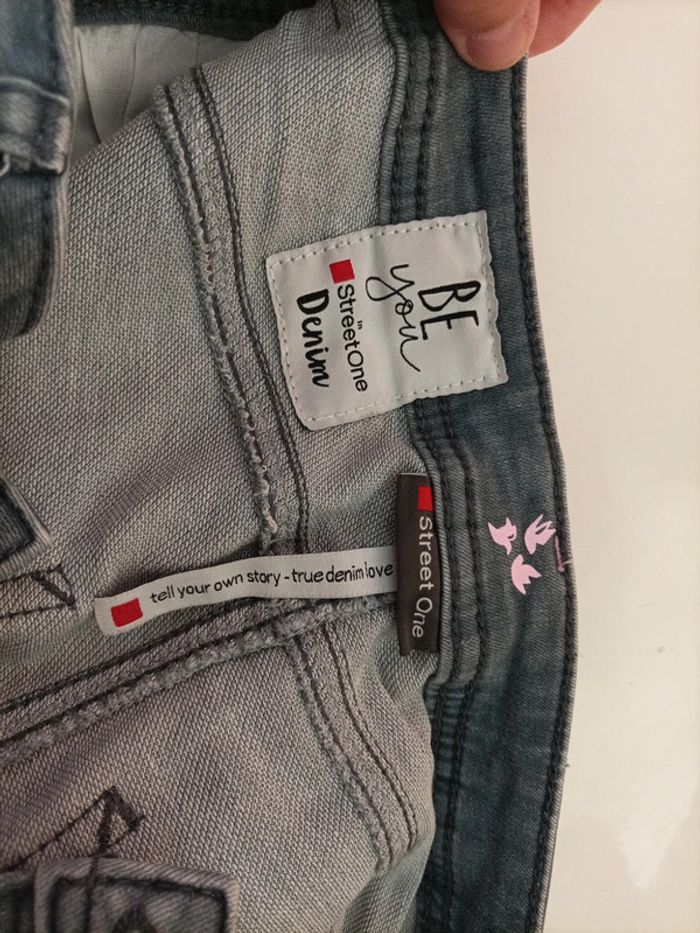 BE
you
in
StreetOne
Denim
Street One
tell your own story - true denim love